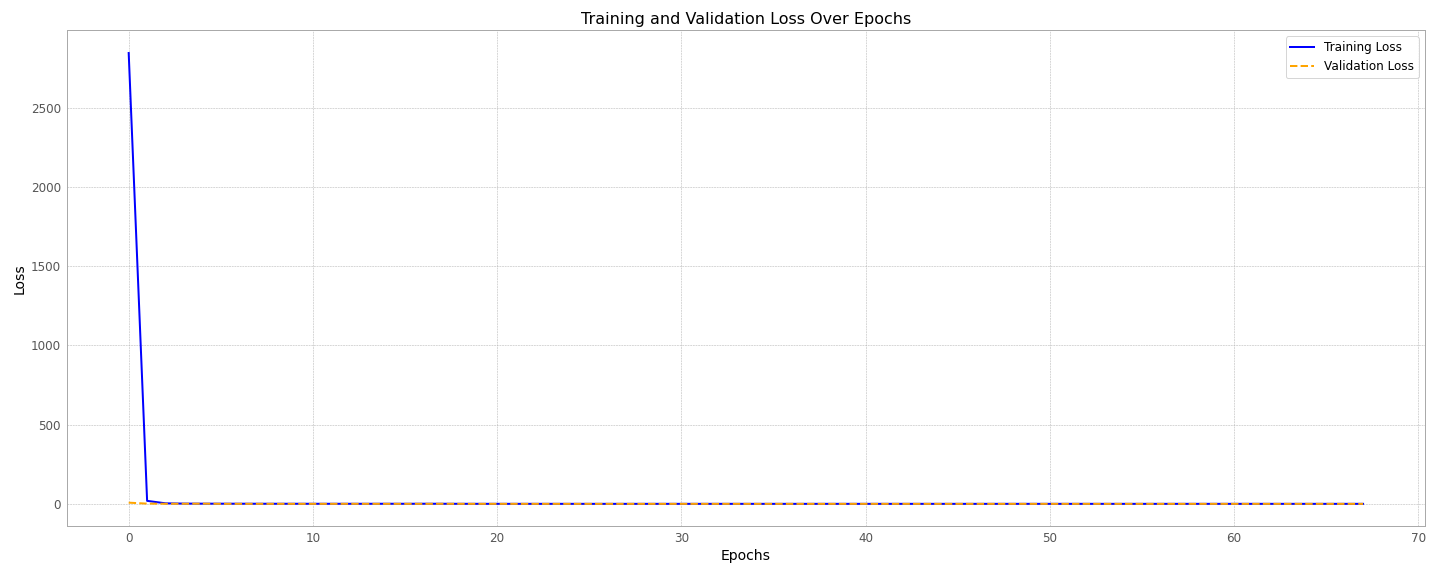 Training and Validation Loss Over Epochs
Training Loss
Validation Loss
Loss
2500
2000
1500
1000
500
0
0 10 20 30 40 50 60 70
Epochs